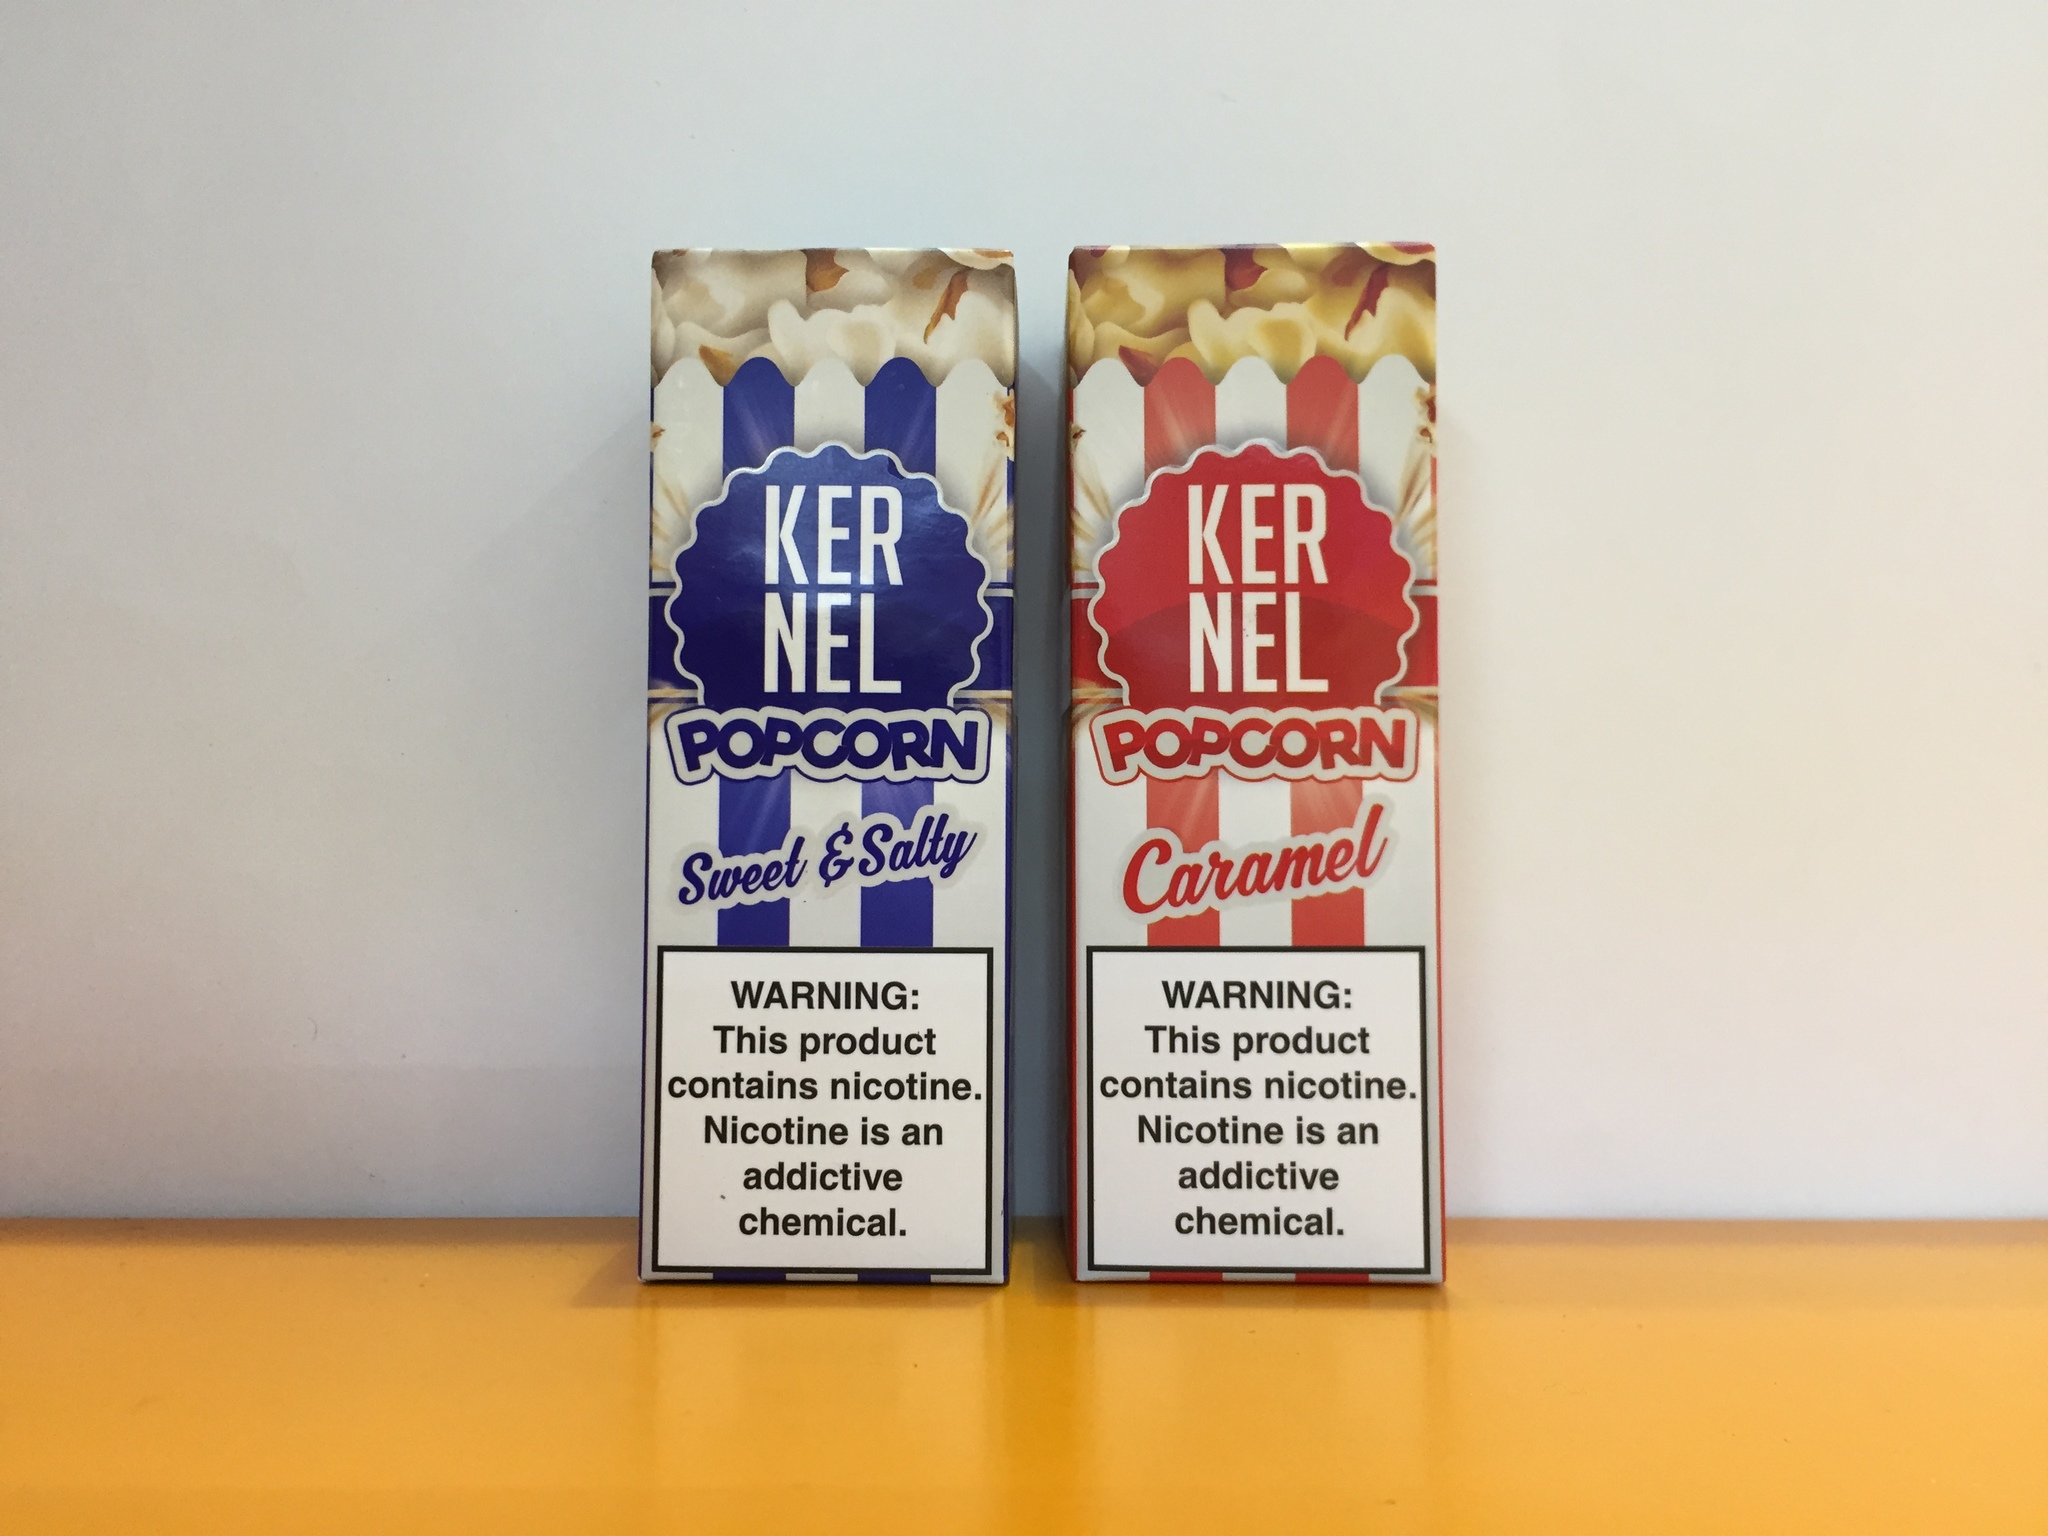 KER
NEL
POPCORN
Sweet & Salty
WARNING:
This product
contains nicotine.
Nicotine is an
addictive
chemical.
KER
NEL
POPCORN
Caramel
WARNING:
This product
contains nicotine.
Nicotine is an
addictive
chemical.